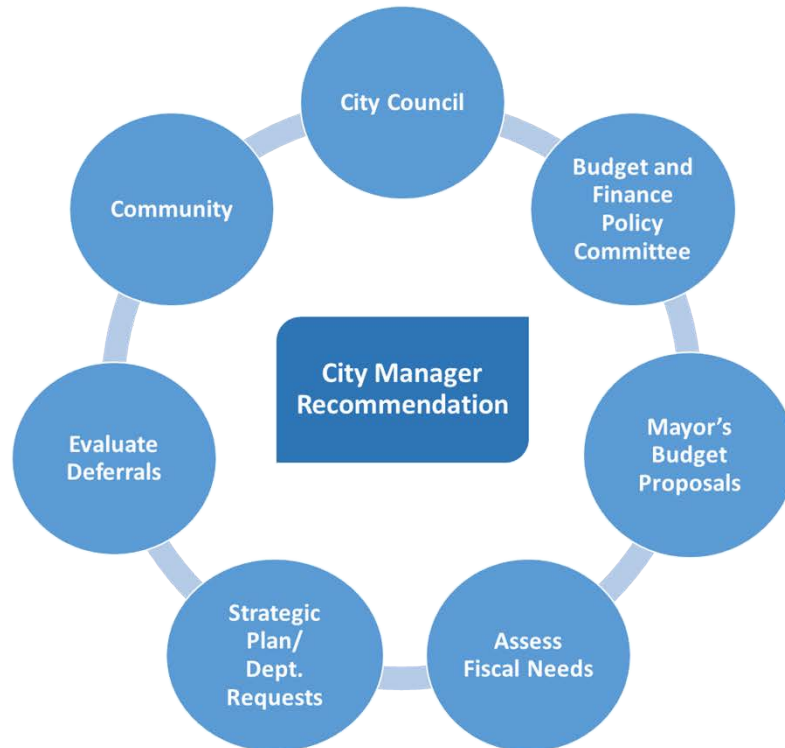 City Council
Budget and
Finance
Policy
Committee
Mayor’s
Budget
Proposals
Assess
Fiscal Needs
Strategic
Plan/
Dept.
Requests
Evaluate
Deferrals
Community
City Manager
Recommendation